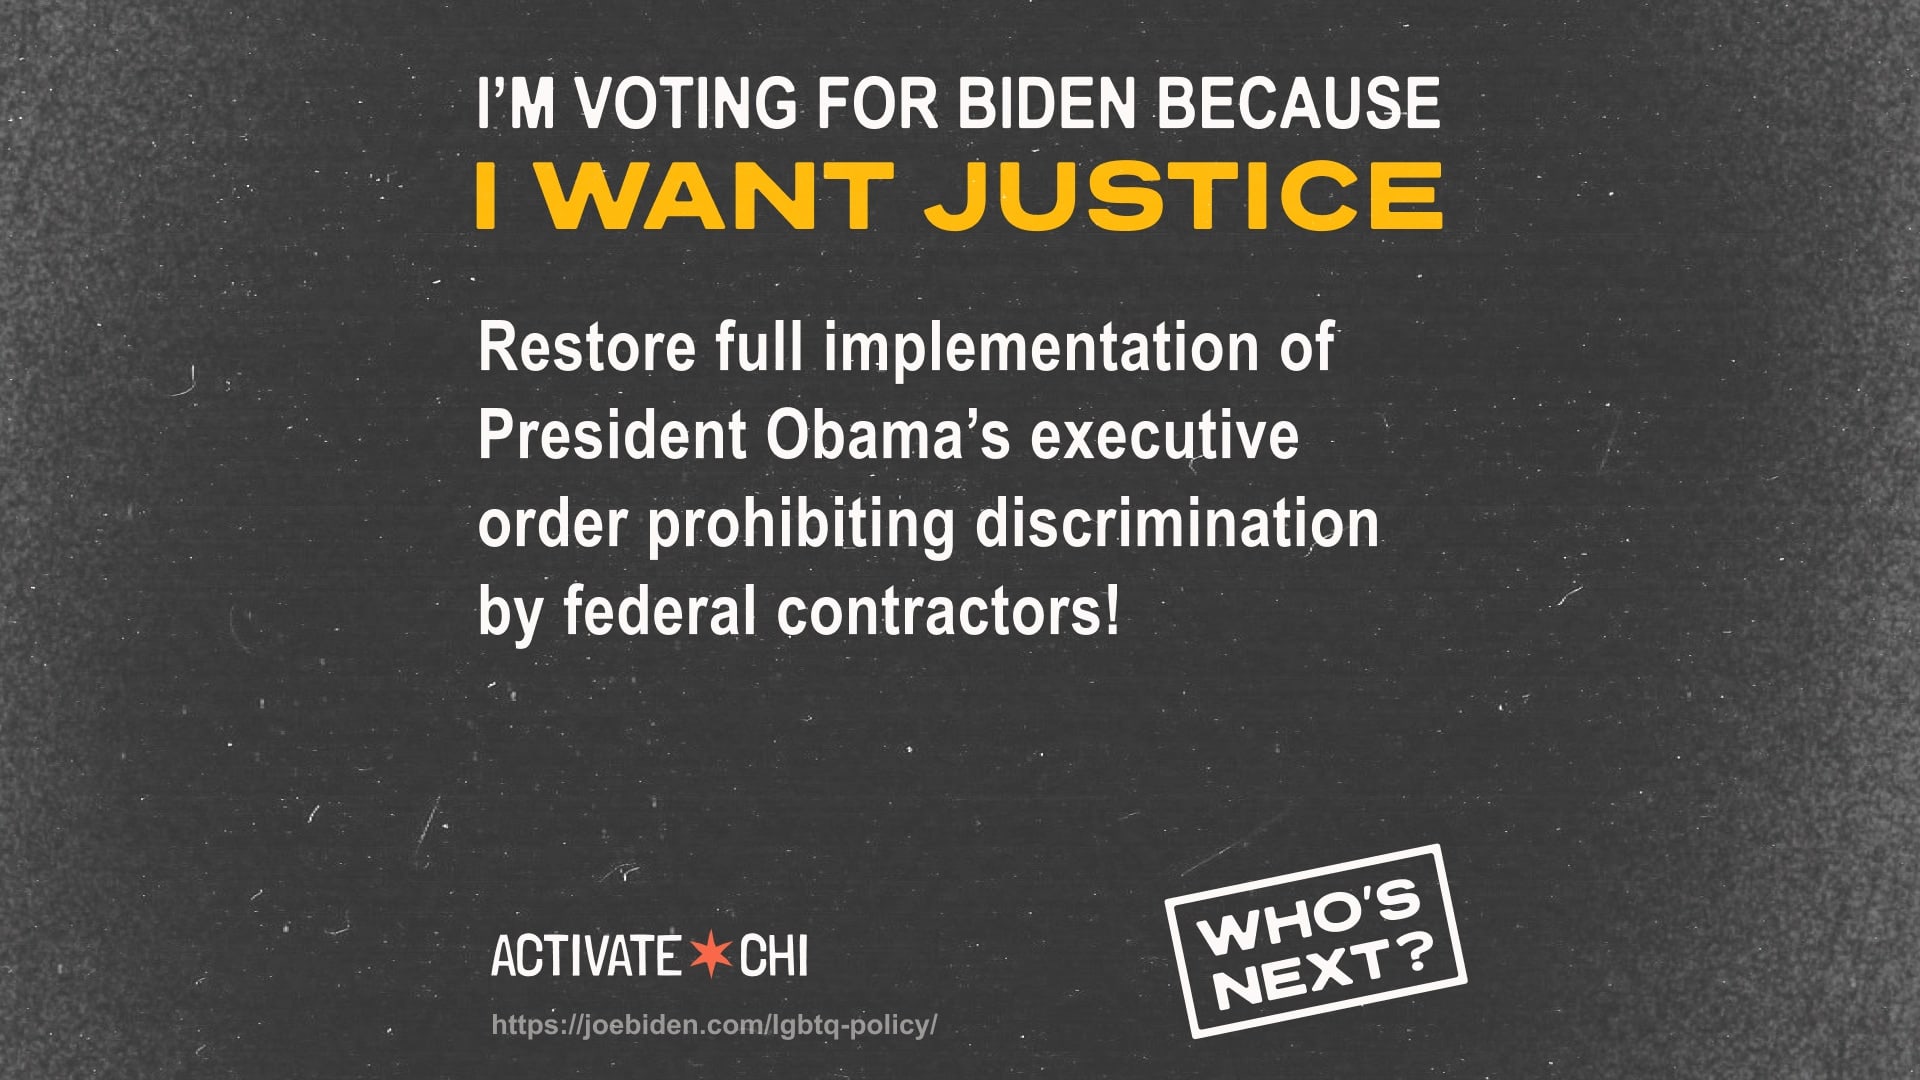 I’M VOTING FOR BIDEN BECAUSE
I WANT JUSTICE
Restore full implementation of
President Obama’s executive
order prohibiting discrimination
by federal contractors!
ACTIVATE CHI
https://joebiden.com/lgbtq-policy/
WHO'S
NEXT?